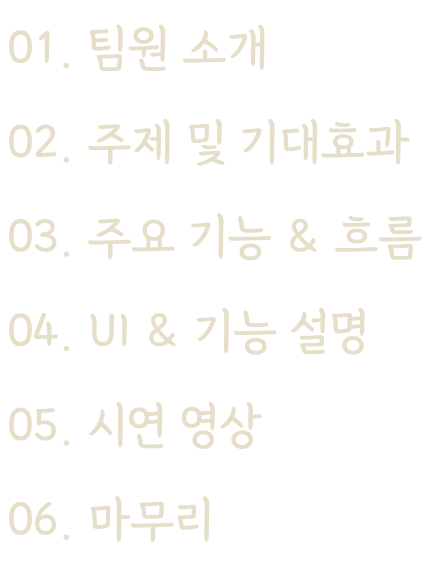 01. 팀원 소개
02. 주제 및 기대효과
03. 주요 기능 & 흐름
04. UI & 기능 설명
05. 시연 영상
06. 마무리